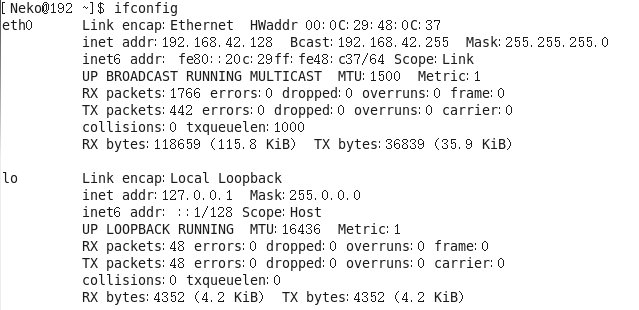 [Neko@192 ~]$ ifconfig
eth0      Link encap:Ethernet  HWaddr 00:0C:29:48:0C:37
          inet addr:192.168.42.128  Bcast:192.168.42.255  Mask:255.255.255.0
          inet6 addr: fe80::20c:29ff:fe48:c37/64 Scope:Link
          UP BROADCAST RUNNING MULTICAST  MTU:1500  Metric:1
          RX packets:1766 errors:0 dropped:0 overruns:0 frame:0
          TX packets:442 errors:0 dropped:0 overruns:0 carrier:0
          collisions:0 txqueuelen:1000
          RX bytes:118659 (115.8 KiB)  TX bytes:36839 (35.9 KiB)

lo        Link encap:Local Loopback
          inet addr:127.0.0.1  Mask:255.0.0.0
          inet6 addr: ::1/128 Scope:Host
          UP LOOPBACK RUNNING  MTU:16436  Metric:1
          RX packets:48 errors:0 dropped:0 overruns:0 frame:0
          TX packets:48 errors:0 dropped:0 overruns:0 carrier:0
          collisions:0 txqueuelen:0
          RX bytes:4352 (4.2 KiB)  TX bytes:4352 (4.2 KiB)